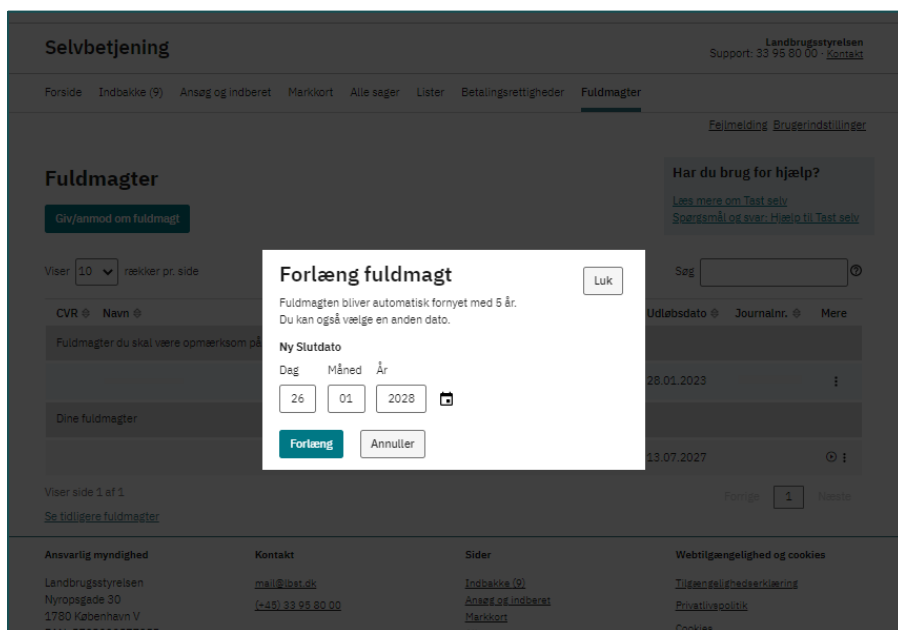 Selvbetjening
Landbrugsstyrelsen
Support: 33 95 80 00 - Kontakt
Forside Indbakke (9) Ansøg og indberet Markkort Alle sager Lister Betalingsrettigheder Fuldmagter
Fejlmelding Brugerindstillinger
Fuldmagter
Giv/anmod om fuldmagt
Har du brug for hjælp?
Læs mere om Tast selv
Spørgsmål og svar: Hjælp til Tast selv
Viser 10 rækker pr. side
Søg
CVR Navn
Udløbsdato Journalnr. Mere
Fuldmagter du skal være opmærksom på
28.01.2023
Dine fuldmagter
13.07.2027
Forlæng fuldmagt
Luk
Fuldmagten bliver automatisk fornyet med 5 år.
Du kan også vælge en anden dato.
Ny Slutdato
Dag Måned År
26 01 2028
Forlæng Annuller
Viser side 1 af 1
Forrige 1 Næste
Se tidligere fuldmagter
Ansvarlig myndighed
Landbrugsstyrelsen
Nyropsgade 30
1780 København V
Kontakt
mail@lbst.dk
(+45) 33 95 80 00
Sider
Indbakke (9)
Ansøg og indberet
Markkort
Webtilgængelighed og cookies
Tilgængelighedserklæring
Privatlivspolitik
Cookies